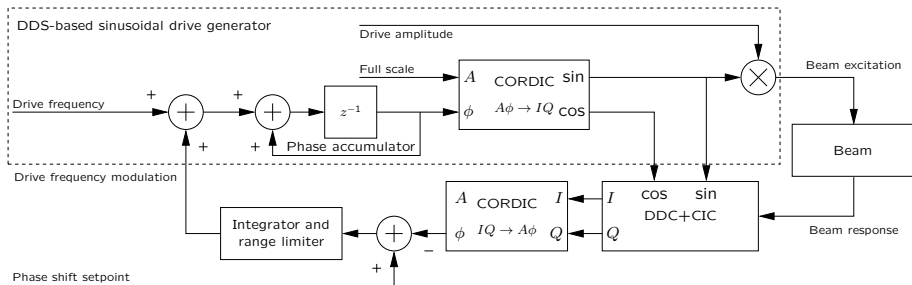 DDS-based sinusoidal drive generator
Drive amplitude
Full scale
A CORDIC sin
Beam excitation
Drive frequency
+ + + +
z⁻¹
ϕ Aϕ → IQ cos
+ +
Phase accumulator
Beam
Drive frequency modulation
cos sin
A CORDIC I I DDC+CIC
Integrator and
range limiter
+
−
ϕ IQ → Aϕ Q Q
Beam response
+
Phase shift setpoint